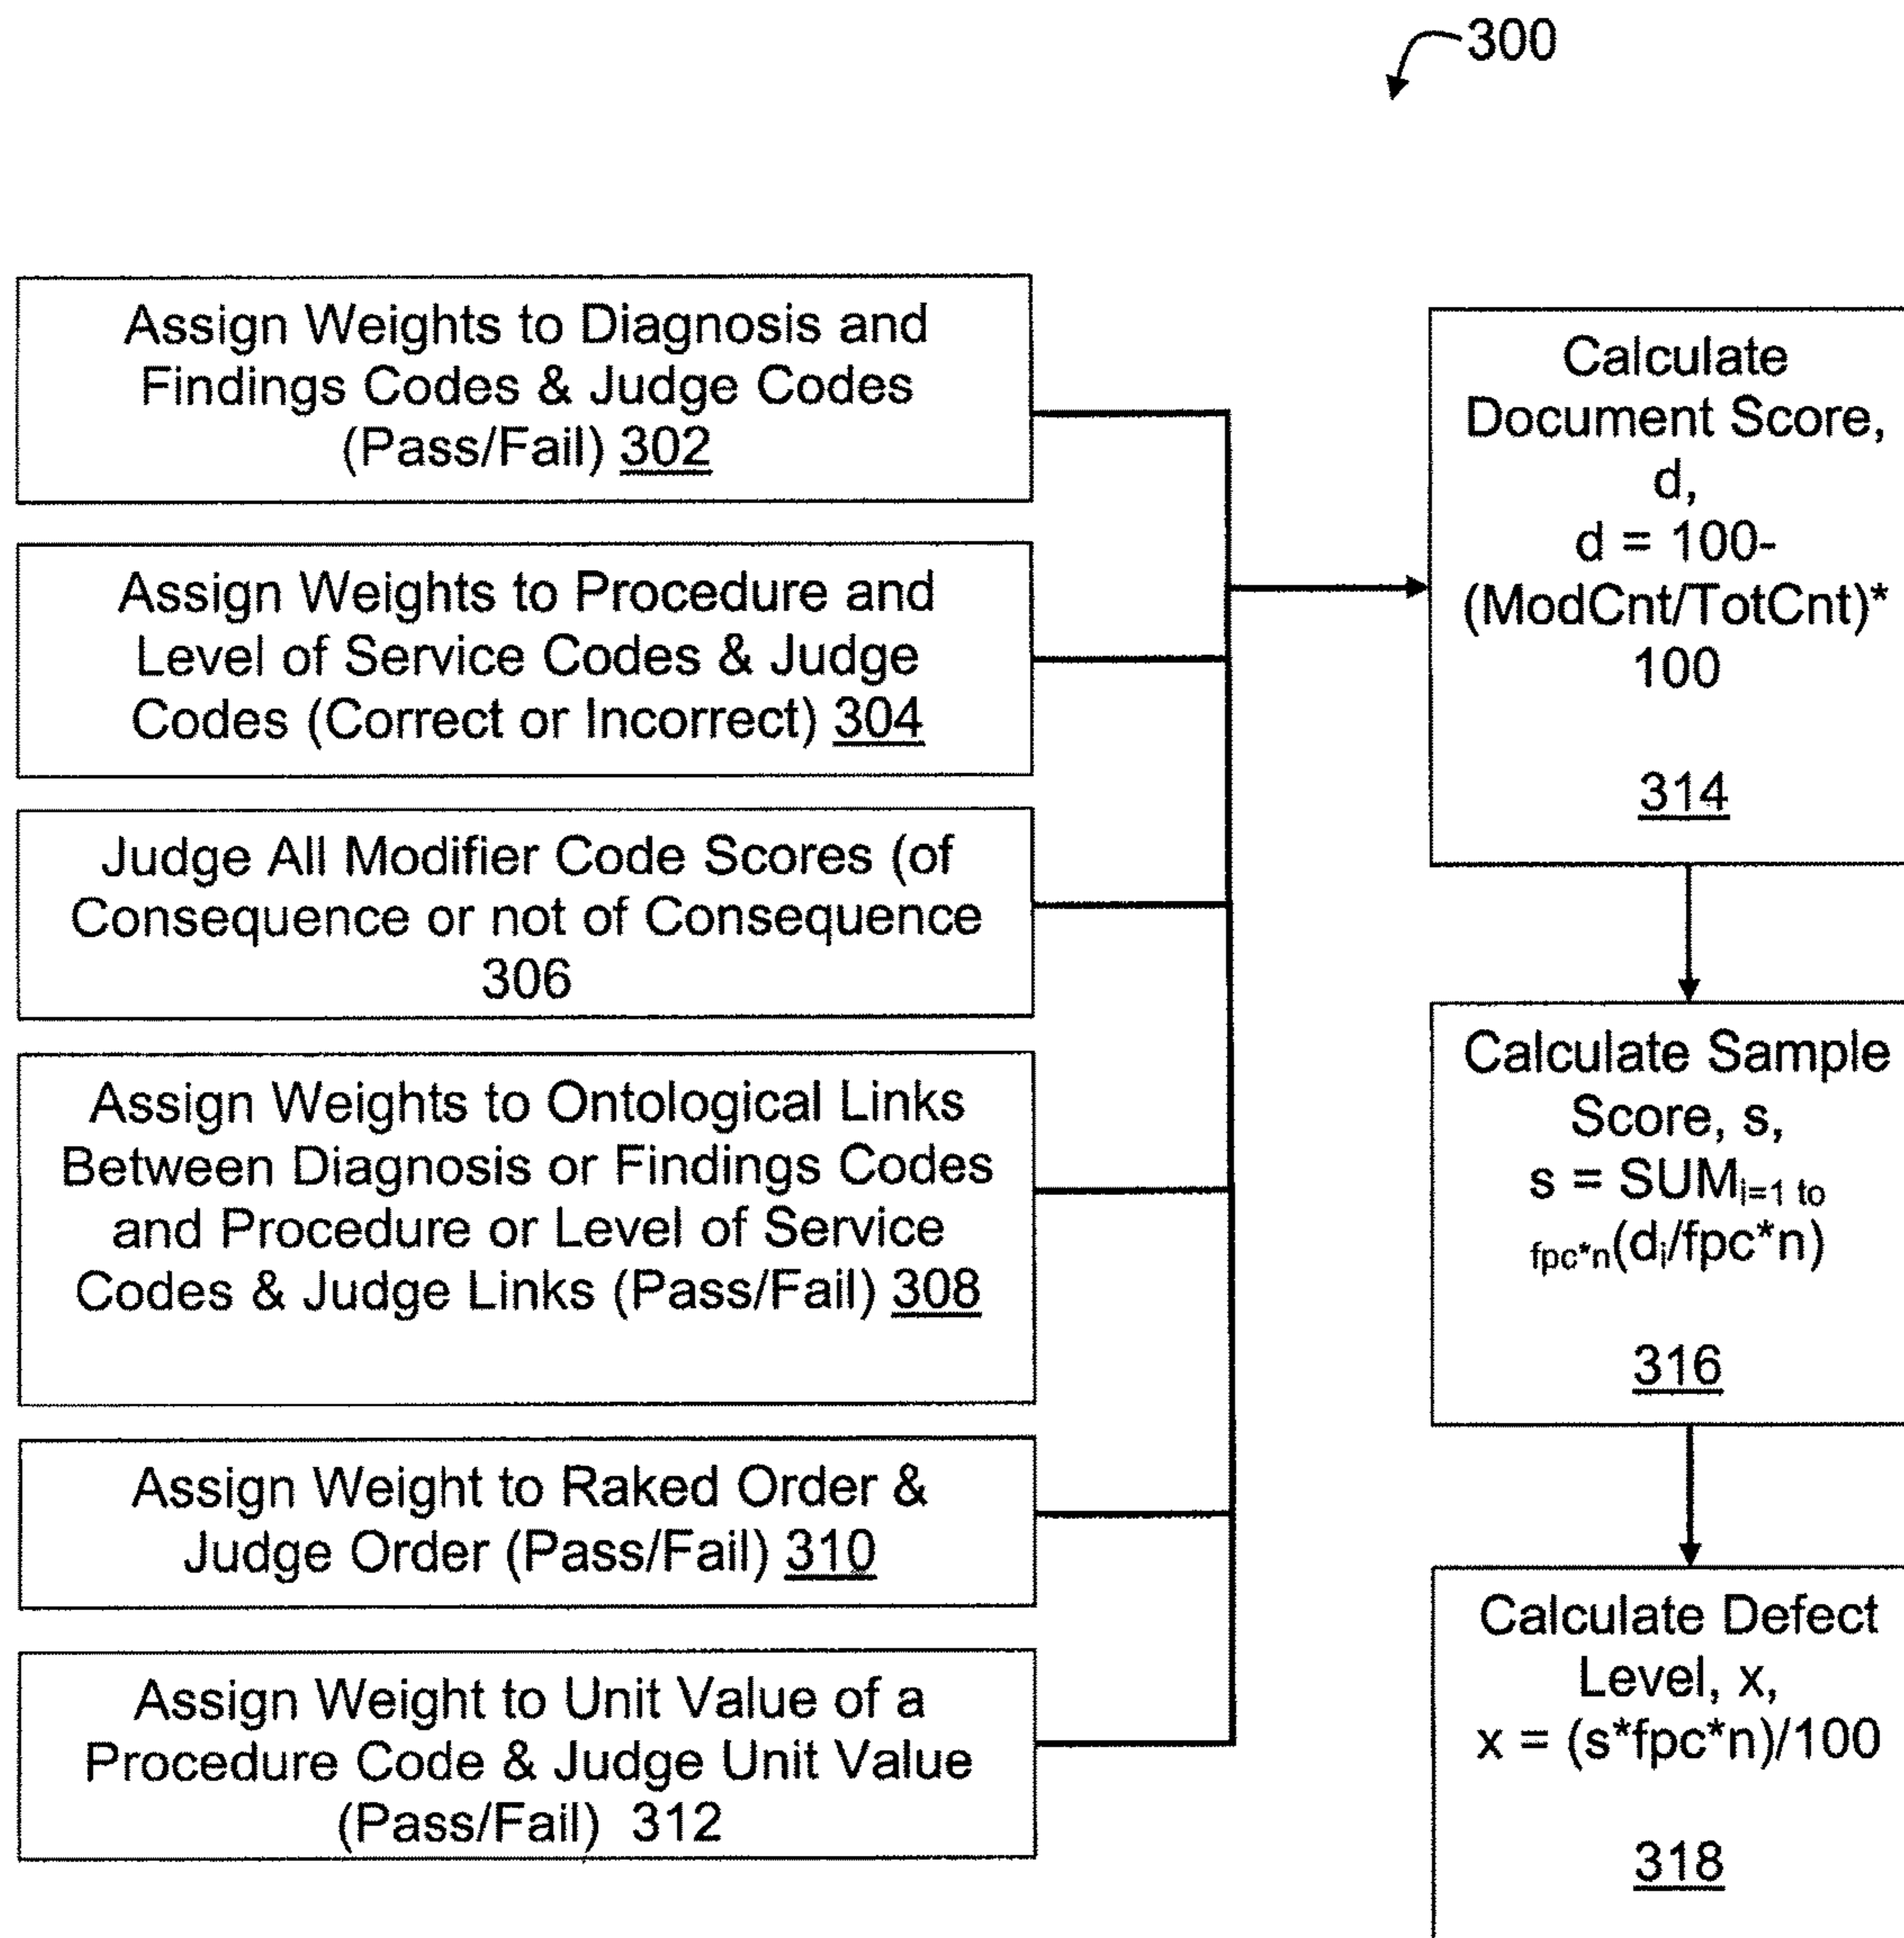 300
Assign Weights to Diagnosis and
Findings Codes & Judge Codes
(Pass/Fail) 302
Assign Weights to Procedure and
Level of Service Codes & Judge
Codes (Correct or Incorrect) 304
Judge All Modifier Code Scores (of
Consequence or not of Consequence
306
Assign Weights to Ontological Links
Between Diagnosis or Findings Codes
and Procedure or Level of Service
Codes & Judge Links (Pass/Fail) 308
Assign Weight to Raked Order &
Judge Order (Pass/Fail) 310
Assign Weight to Unit Value of a
Procedure Code & Judge Unit Value
(Pass/Fail) 312
Calculate
Document Score,
d,
d = 100-
(ModCnt/TotCnt)*
100
314
Calculate Sample
Score, s,
s = SUMi=1 to
fpc*n(di/fpc*n)
316
Calculate Defect
Level, x,
x = (s*fpc*n)/100
318